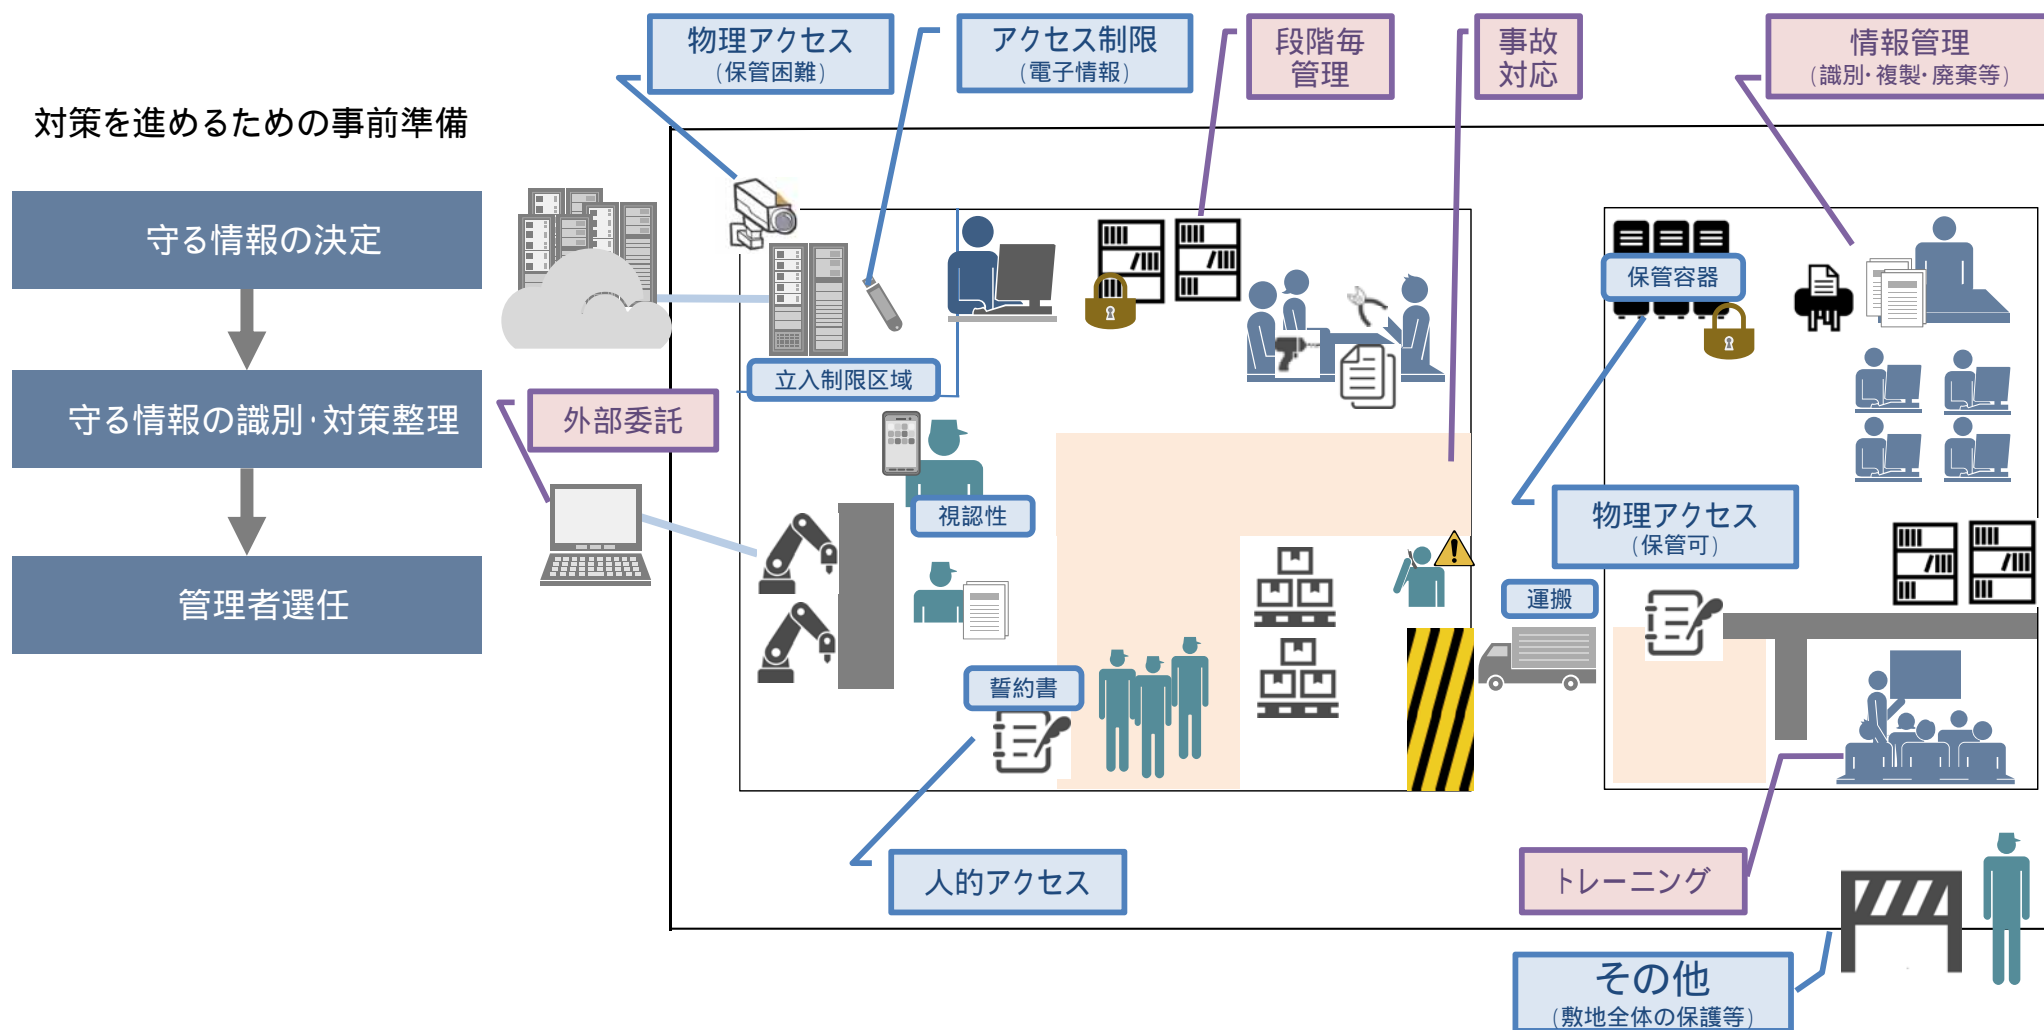 対策を進めるための事前準備
守る情報の決定
守る情報の識別･対策整理
管理者選任
物理アクセス
(保管困難)
アクセス制限
(電子情報)
段階毎
管理
事故
対応
情報管理
(識別･複製･廃棄等)
保管容器
立入制限区域
外部委託
視認性
物理アクセス
(保管可)
運搬
誓約書
人的アクセス
トレーニング
その他
(敷地全体の保護等)